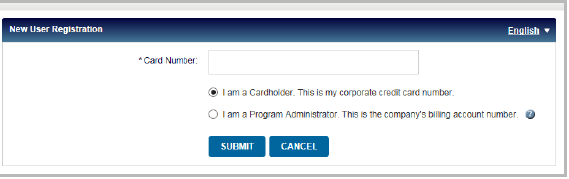 New User Registration
English
* Card Number:
I am a Cardholder. This is my corporate credit card number.
I am a Program Administrator. This is the company's billing account number. ?
SUBMIT CANCEL